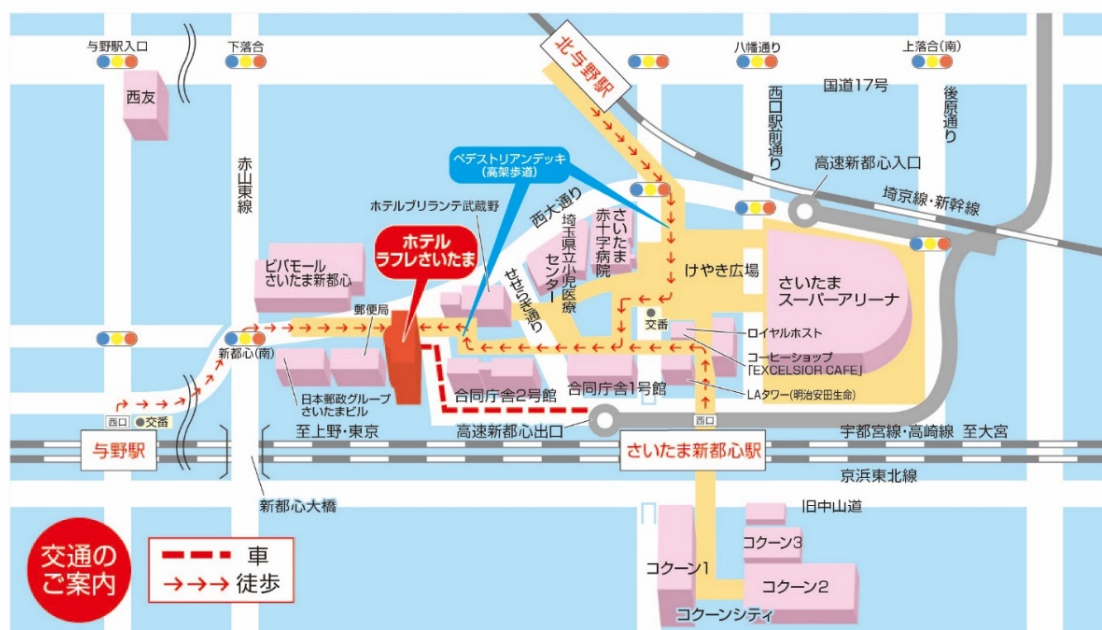 与野駅入口
下落合
北与野駅
八幡通り
上落合(南)
西友
国道17号
後原通り
西口駅前通り
赤山東線
ペデストリアンデッキ
(高架歩道)
高速新都心入口
埼京線・新幹線
西大通り
ホテルブリランテ武蔵野
さいたま
赤十字病院
埼玉県立小児医療
センター
ホテル
ラフレさいたま
けやき広場
さいたま
スーパーアリーナ
ビバモール
さいたま新都心
せせらぎ通り
郵便局
交番
ロイヤルホスト
コーヒーショップ
「EXCELSIOR CAFE」
新都心(南)
日本郵政グループ
さいたまビル
合同庁舎2号館
合同庁舎1号館
LAタワー(明治安田生命)
西口
交番
西口
至上野・東京
高速新都心出口
宇都宮線・高崎線 至大宮
与野駅
さいたま新都心駅
京浜東北線
新都心大橋
旧中山道
交通の
ご案内
車
徒歩
コクーン1
コクーン3
コクーン2
コクーンシティ